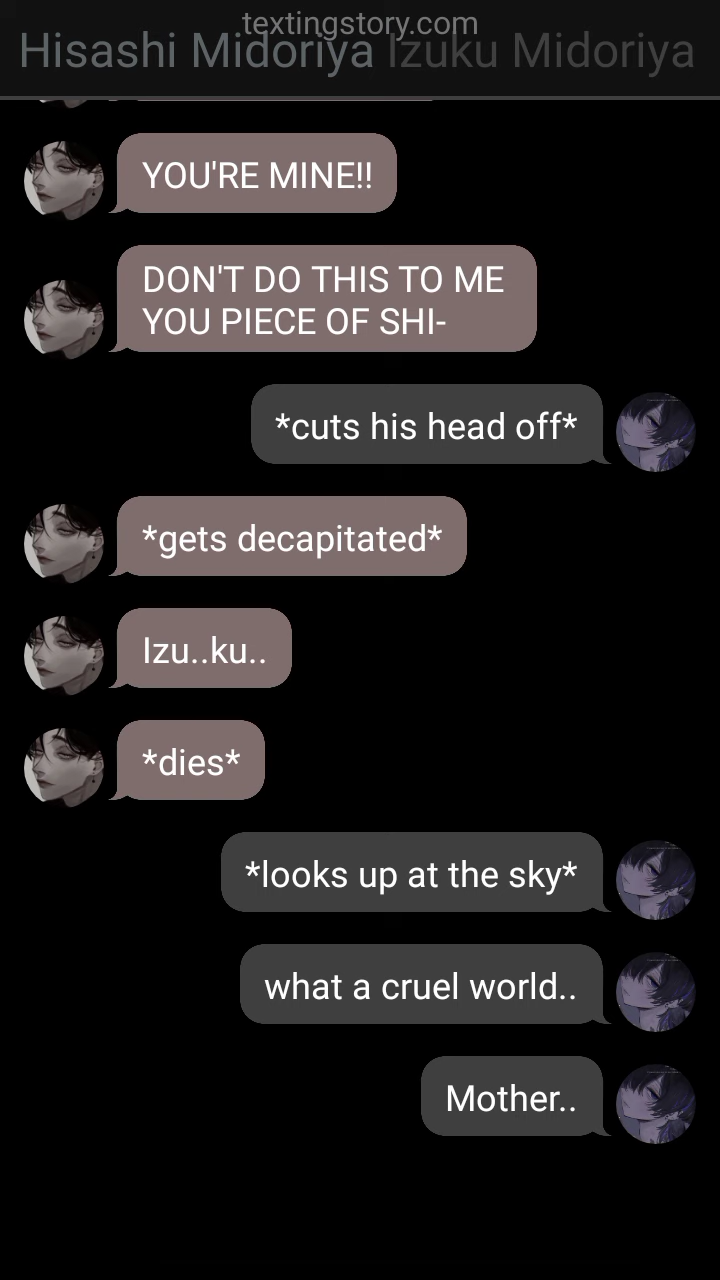 textingstory.com
Hisashi Midoriya Izuku Midoriya
YOU'RE MINE!!
DON'T DO THIS TO ME
YOU PIECE OF SHI-
*cuts his head off*
*gets decapitated*
Izu..ku..
*dies*
*looks up at the sky*
what a cruel world..
Mother..